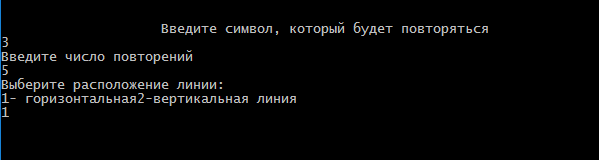 Введите символ, который будет повторяться
3
Введите число повторений
5
Выберите расположение линии:
1- горизонтальная2-вертикальная линия
1